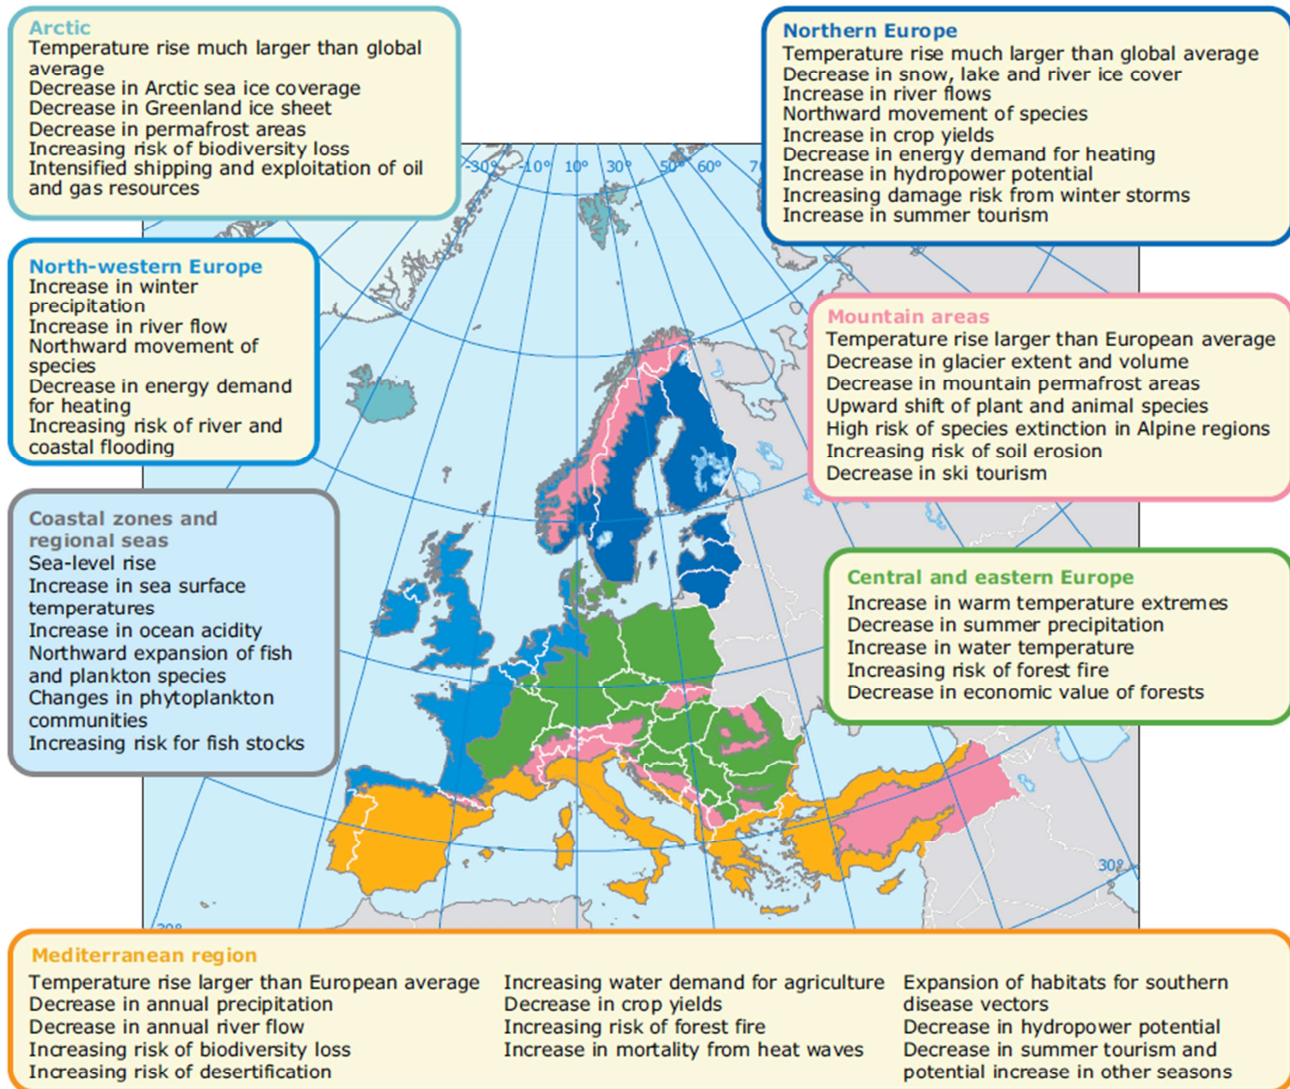 Arctic
Temperature rise much larger than global
average
Decrease in Arctic sea ice coverage
Decrease in Greenland ice sheet
Decrease in permafrost areas
Increasing risk of biodiversity loss
Intensified shipping and exploitation of oil
and gas resources
Northern Europe
Temperature rise much larger than global average
Decrease in snow, lake and river ice cover
Increase in river flows
Northward movement of species
Increase in crop yields
Decrease in energy demand for heating
Increase in hydropower potential
Increasing damage risk from winter storms
Increase in summer tourism
-30° -10° 10° 30° 50° 60°
North-western Europe
Increase in winter
precipitation
Increase in river flow
Northward movement of
species
Decrease in energy demand
for heating
Increasing risk of river and
coastal flooding
Mountain areas
Temperature rise larger than European average
Decrease in glacier extent and volume
Decrease in mountain permafrost areas
Upward shift of plant and animal species
High risk of species extinction in Alpine regions
Increasing risk of soil erosion
Decrease in ski tourism
Coastal zones and
regional seas
Sea-level rise
Increase in sea surface
temperatures
Increase in ocean acidity
Northward expansion of fish
and plankton species
Changes in phytoplankton
communities
Increasing risk for fish stocks
Central and eastern Europe
Increase in warm temperature extremes
Decrease in summer precipitation
Increase in water temperature
Increasing risk of forest fire
Decrease in economic value of forests
30°
Mediterranean region
Temperature rise larger than European average
Decrease in annual precipitation
Decrease in annual river flow
Increasing risk of biodiversity loss
Increasing risk of desertification
Increasing water demand for agriculture
Decrease in crop yields
Increasing risk of forest fire
Increase in mortality from heat waves
Expansion of habitats for southern
disease vectors
Decrease in hydropower potential
Decrease in summer tourism and
potential increase in other seasons